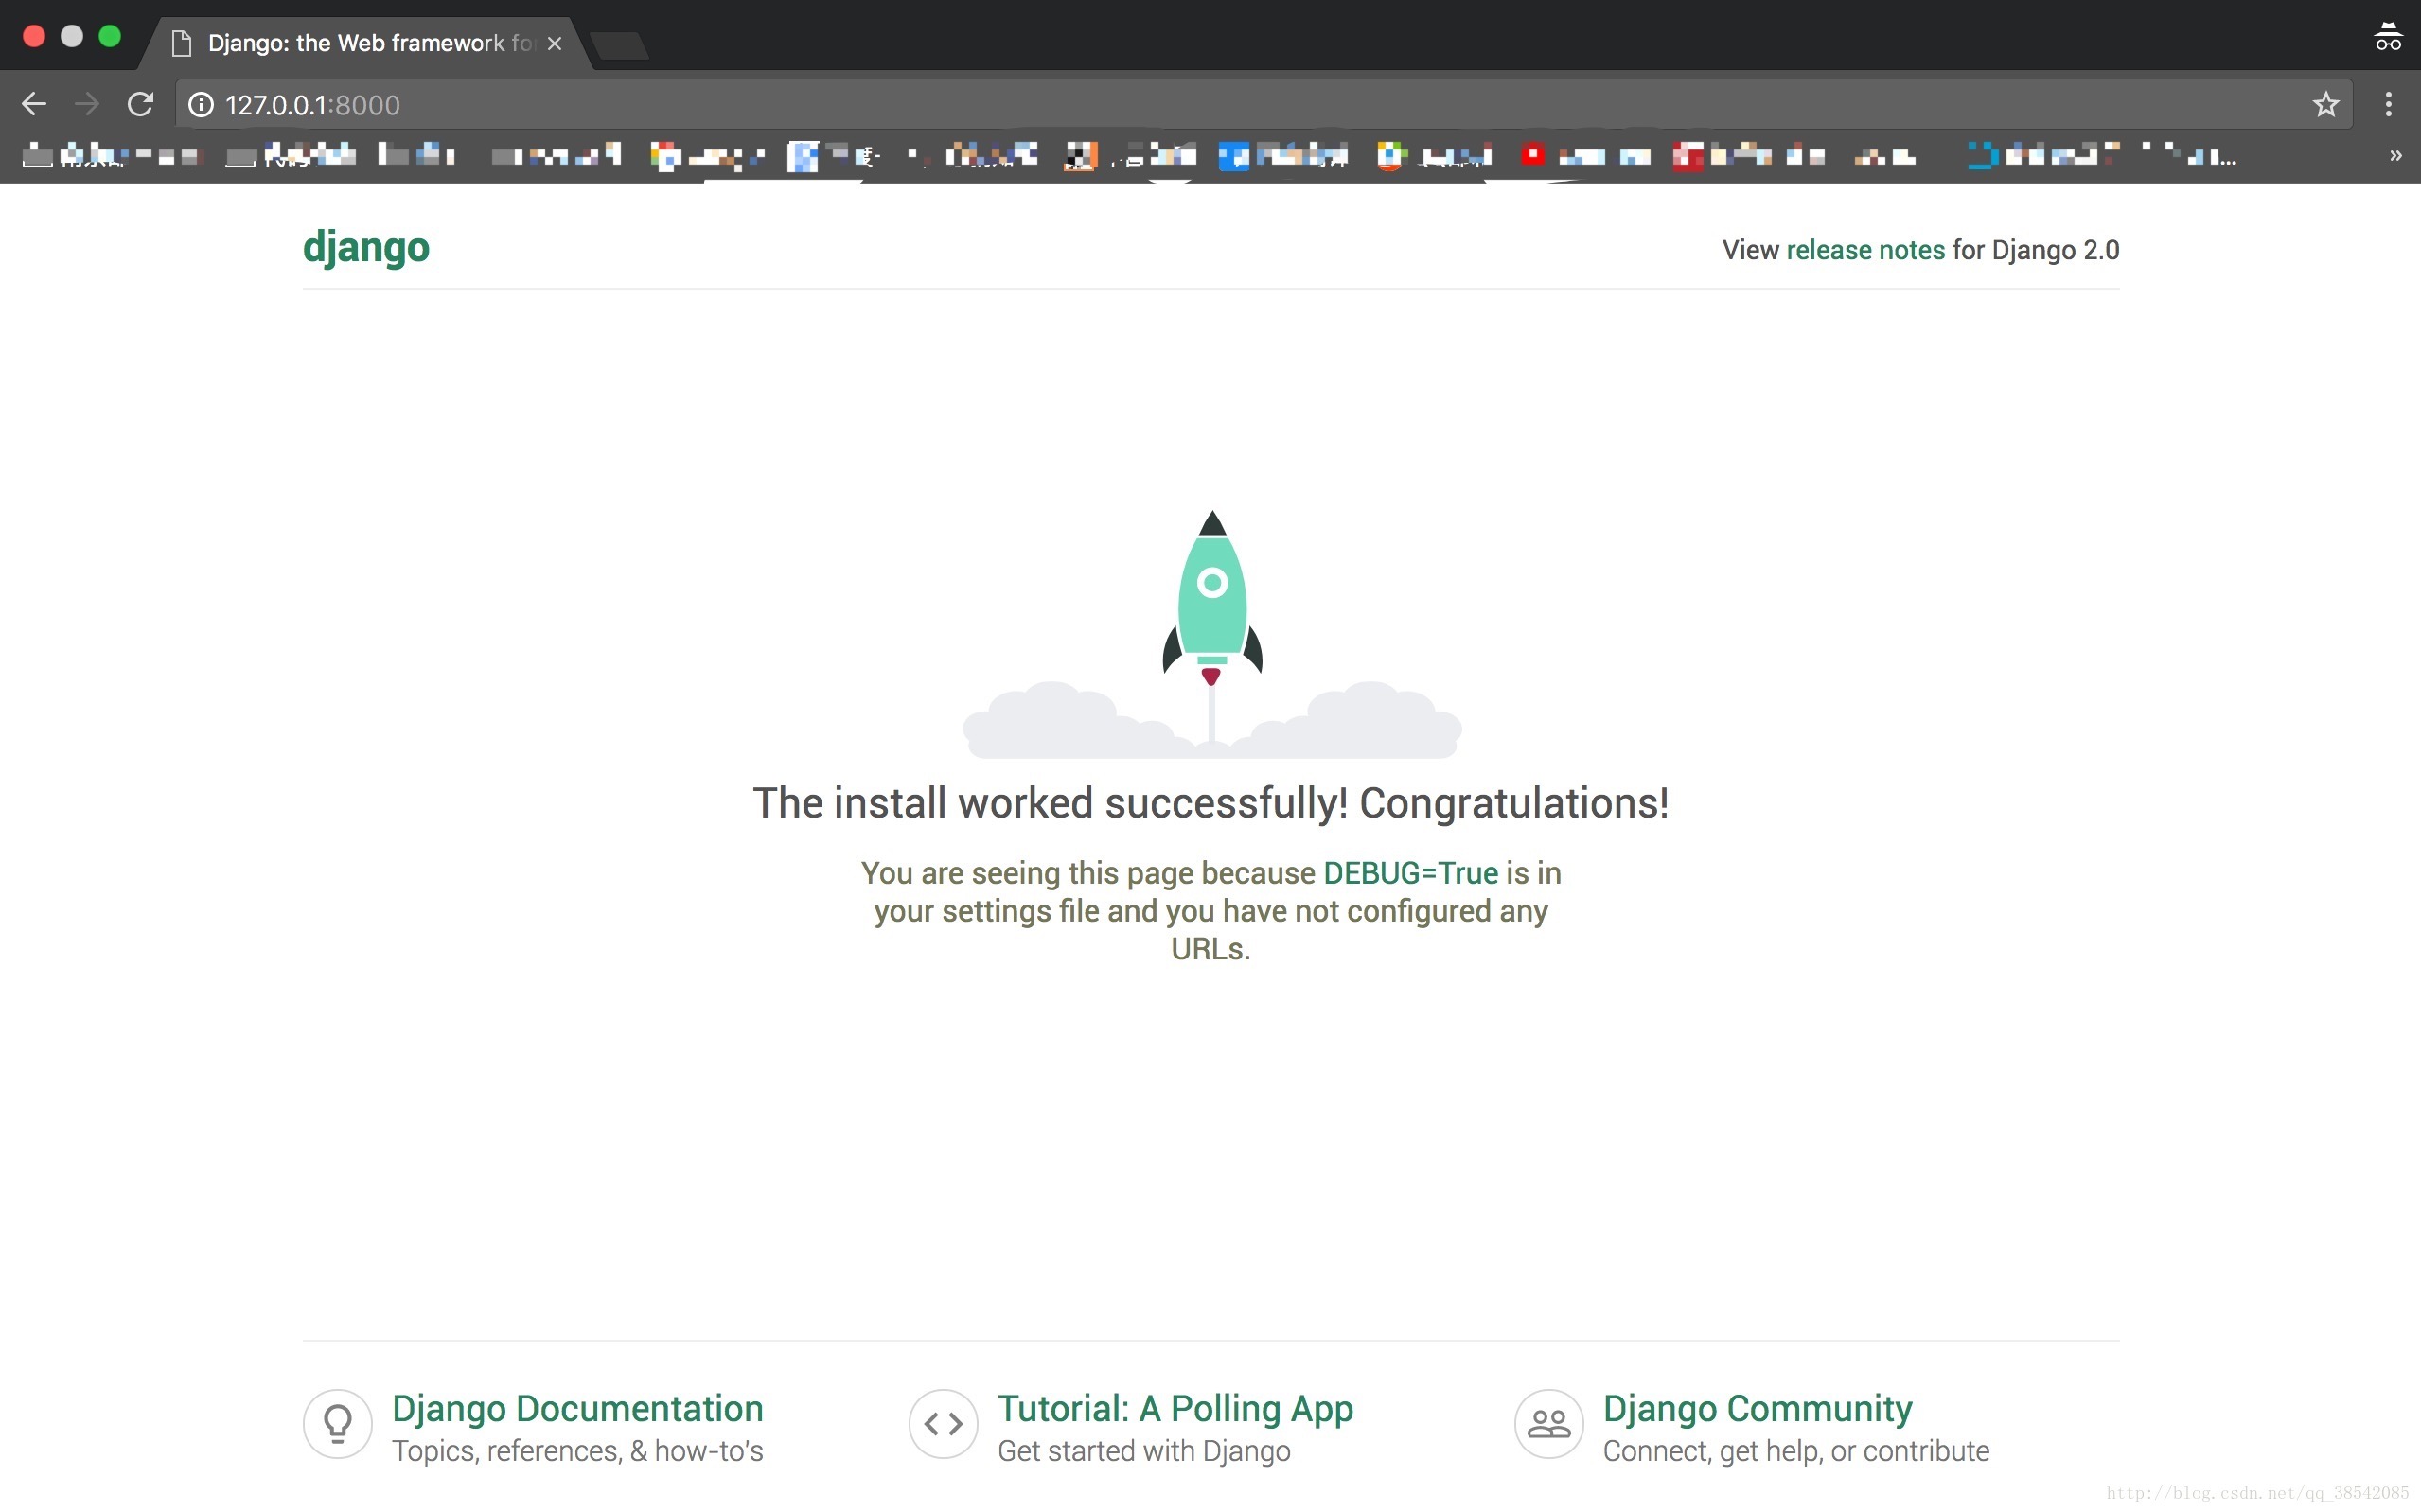 Django: the Web framework for
127.0.0.1:8000
django
View release notes for Django 2.0
The install worked successfully! Congratulations!
You are seeing this page because DEBUG=True is in
your settings file and you have not configured any
URLs.
Django Documentation
Topics, references, & how-to's
Tutorial: A Polling App
Get started with Django
Django Community
Connect, get help, or contribute
http://blog.csdn.net/qq_38542085